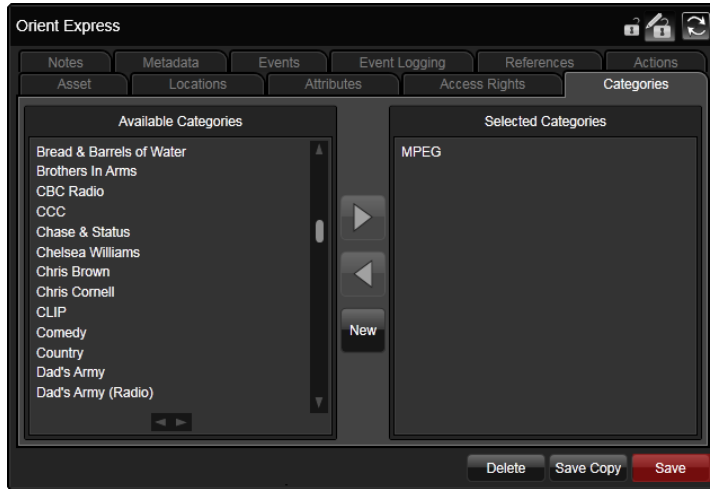 Orient Express
Notes Metadata Events Event Logging References Actions
Asset Locations Attributes Access Rights Categories
Available Categories
Bread & Barrels of Water
Brothers In Arms
CBC Radio
CCC
Chase & Status
Chelsea Williams
Chris Brown
Chris Cornell
CLIP
Comedy
Country
Dad's Army
Dad's Army (Radio)
New
Selected Categories
MPEG
Delete Save Copy Save